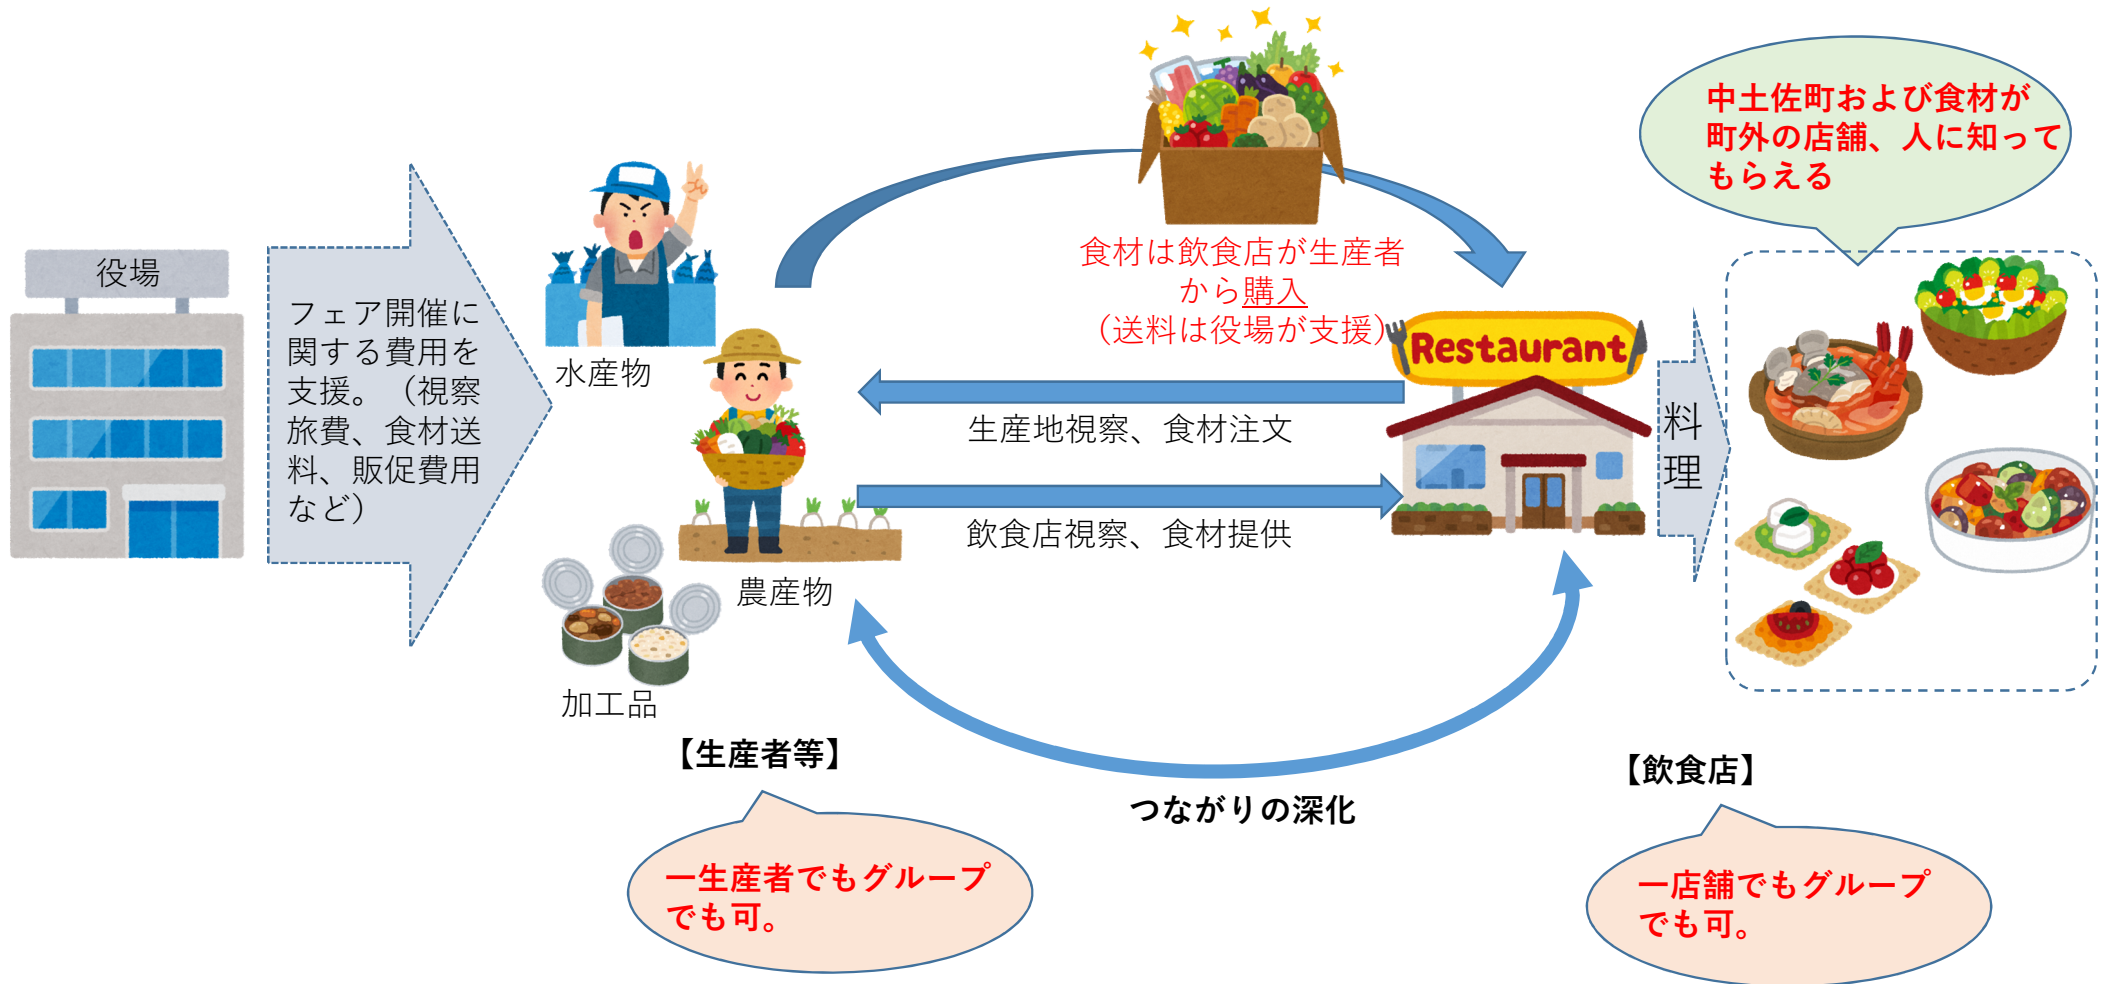 役場
フェア開催に
関する費用を
支援。（視察
旅費、食材送
料、販促費用
など）
水産物
農産物
加工品
【生産者等】
一生産者でもグループ
でも可。
食材は飲食店が生産者
から購入
（送料は役場が支援）
生産地視察、食材注文
飲食店視察、食材提供
つながりの深化
Restaurant
【飲食店】
一店舗でもグループ
でも可。
料
理
中土佐町および食材が
町外の店舗、人に知って
もらえる